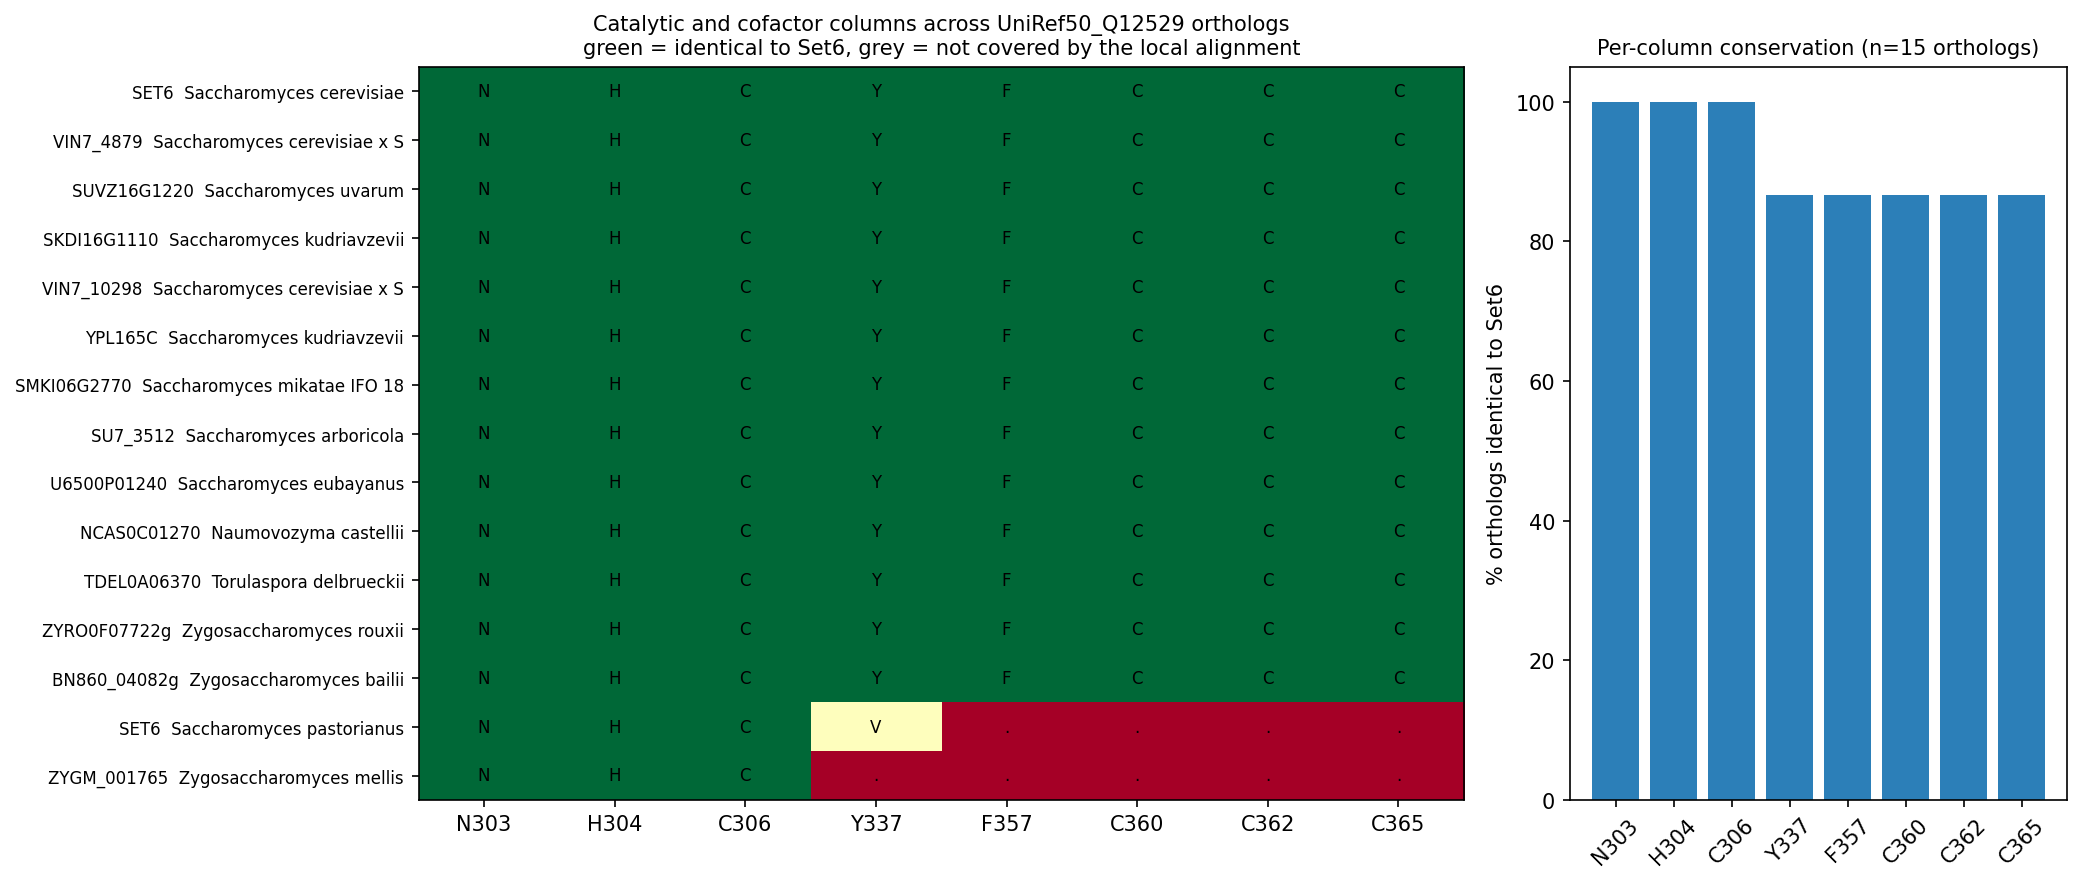 Catalytic and cofactor columns across UniRef50_Q12529 orthologs
green = identical to Set6, grey = not covered by the local alignment
SET6 Saccharomyces cerevisiae N H C Y F C C C
VIN7_4879 Saccharomyces cerevisiae x S N H C Y F C C C
SUVZ16G1220 Saccharomyces uvarum N H C Y F C C C
SKDI16G1110 Saccharomyces kudriavzevii N H C Y F C C C
VIN7_10298 Saccharomyces cerevisiae x S N H C Y F C C C
YPL165C Saccharomyces kudriavzevii N H C Y F C C C
SMKI06G2770 Saccharomyces mikatae IFO 18 N H C Y F C C C
SU7_3512 Saccharomyces arboricola N H C Y F C C C
U6500P01240 Saccharomyces eubayanus N H C Y F C C C
NCAS0C01270 Naumovozyma castellii N H C Y F C C C
TDEL0A06370 Torulaspora delbrueckii N H C Y F C C C
ZYRO0F07722g Zygosaccharomyces rouxii N H C Y F C C C
BN860_04082g Zygosaccharomyces bailii N H C Y F C C C
SET6 Saccharomyces pastorianus N H C V . . . .
ZYGM_001765 Zygosaccharomyces mellis N H C . . . . .
N303 H304 C306 Y337 F357 C360 C362 C365
Per-column conservation (n=15 orthologs)
% orthologs identical to Set6
100
80
60
40
20
0
N303 H304 C306 Y337 F357 C360 C362 C365